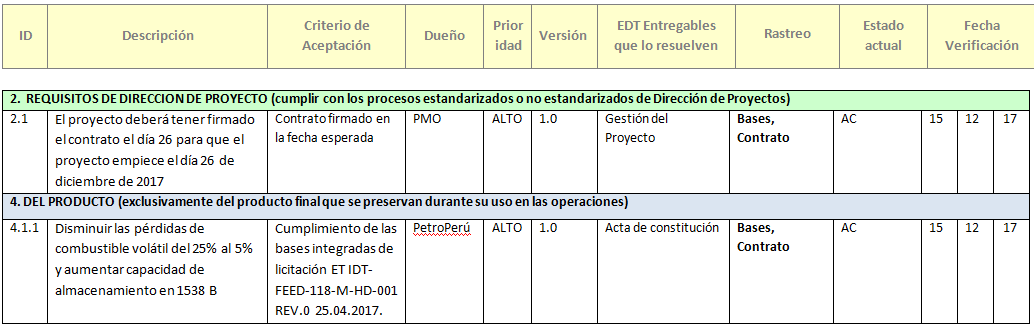 ID Descripción Criterio de Aceptación Dueño Prior idad Versión EDT Entregables que lo resuelven Rastreo Estado actual Fecha Verificación
2. REQUISITOS DE DIRECCION DE PROYECTO (cumplir con los procesos estandarizados o no estandarizados de Dirección de Proyectos)
2.1 El proyecto deberá tener firmado Contrato firmado en PMO ALTO 1.0 Gestión del Bases, AC 15 12 17
el contrato el día 26 para que el la fecha esperada Proyecto Contrato
proyecto empiece el día 26 de
diciembre de 2017
4. DEL PRODUCTO (exclusivamente del producto final que se preservan durante su uso en las operaciones)
4.1.1 Disminuir las pérdidas de Cumplimiento de las PetroPerú ALTO 1.0 Acta de constitución Bases, AC 15 12 17
combustible volátil del 25% al 5% bases integradas de Contrato
y aumentar capacidad de licitación ET IDT-
almacenamiento en 1538 B FEED-118-M-HD-001
REV.0 25.04.2017.